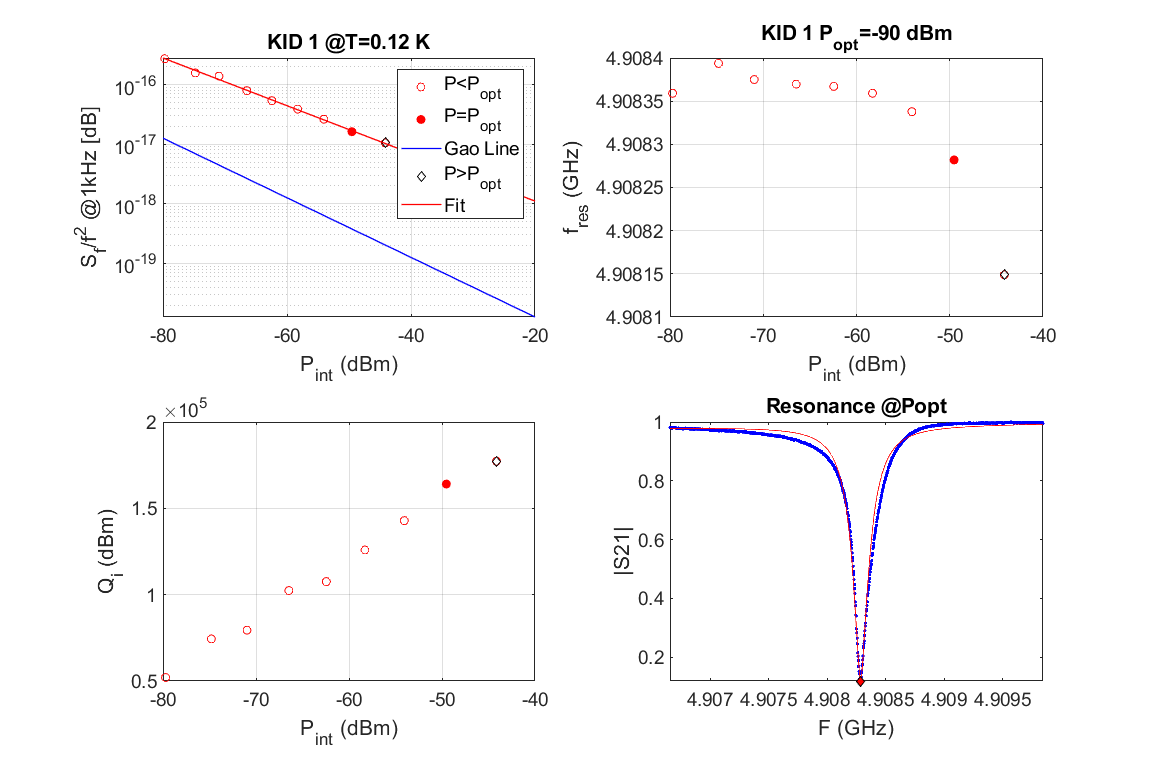 KID 1 @T=0.12 K
S_f/f^2 @1kHz [dB]
10^-16
10^-17
10^-18
10^-19
-80
-60
-40
-20
P_int (dBm)
P<P_opt
P=P_opt
Gao Line
P>P_opt
Fit
KID 1 P_opt=-90 dBm
f_res (GHz)
4.9084
4.90835
4.9083
4.90825
4.9082
4.90815
4.9081
-80
-70
-60
-50
-40
P_int (dBm)
×10^5
Q_i (dBm)
2
1.5
1
0.5
-80
-70
-60
-50
-40
P_int (dBm)
Resonance @Popt
|S21|
1
0.8
0.6
0.4
0.2
4.907
4.9075
4.908
4.9085
4.909
4.9095
F (GHz)